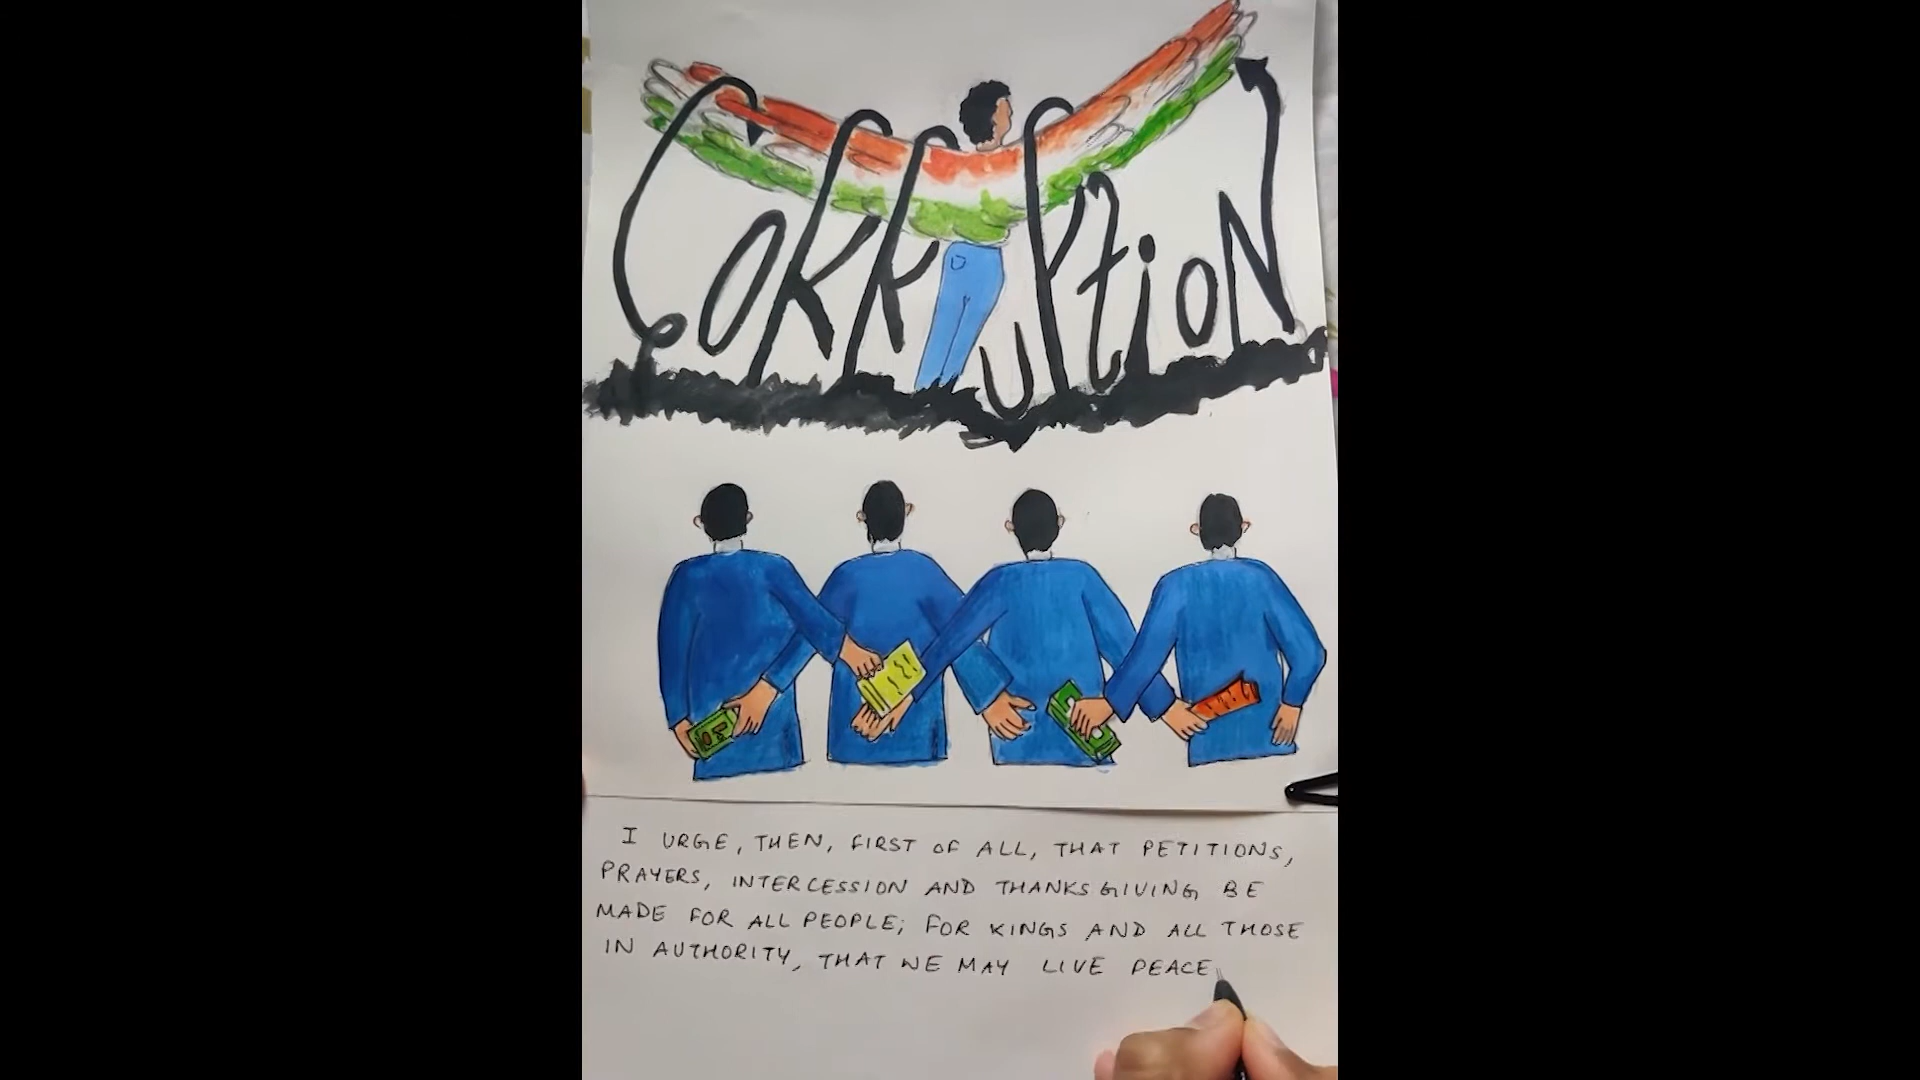 CORRUPTION
I URGE, THEN, FIRST OF ALL, THAT PETITIONS,
PRAYERS, INTERCESSION AND THANKSGIVING BE
MADE FOR ALL PEOPLE; FOR KINGS AND ALL THOSE
IN AUTHORITY, THAT WE MAY LIVE PEACE